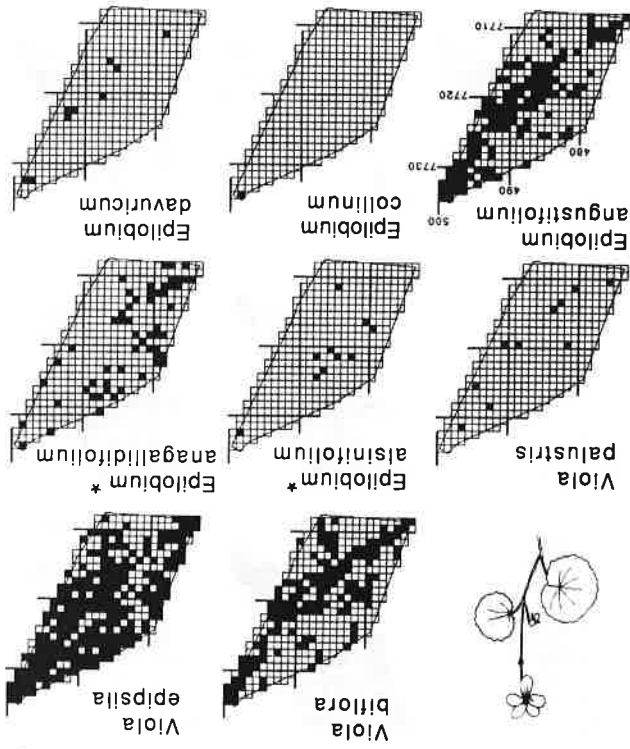 Viola
biflora
Viola
epipsila
Viola
palustris
Epilobium *
alsinifolium
Epilobium *
anagallidifolium
Epilobium
angustifolium
500
490
480
7730
7720
7710
Epilobium
collinum
Epilobium
davuricum